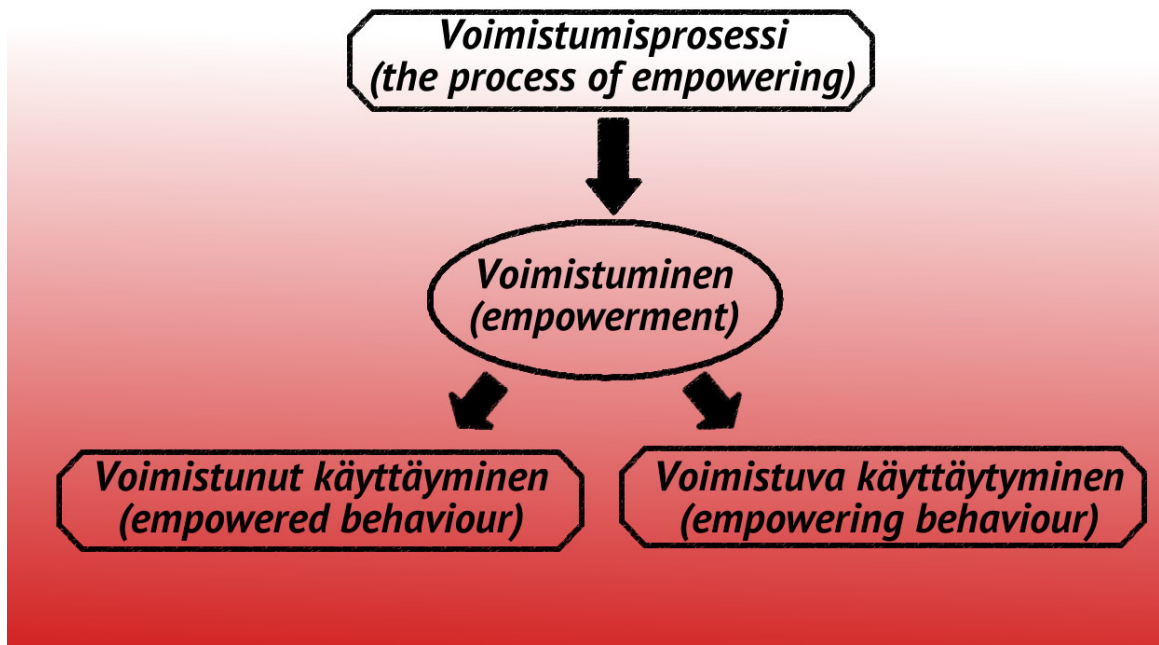 Voimistumisprosessi
(the process of empowering)
Voimistuminen
(empowerment)
Voimistunut käyttäyminen
(empowered behaviour)
Voimistuva käyttäytyminen
(empowering behaviour)